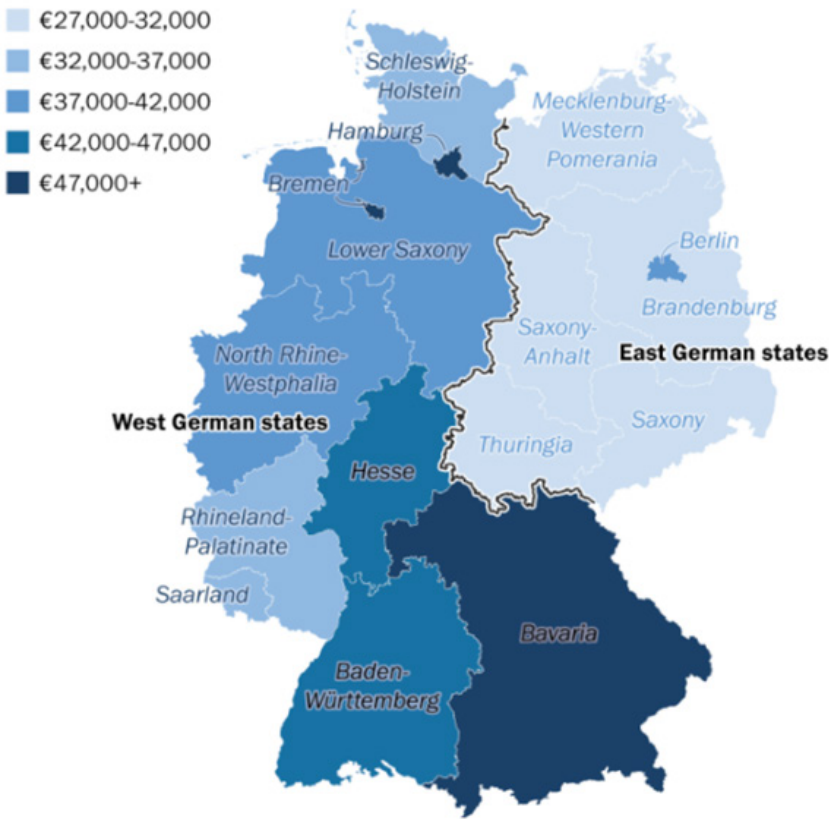 €27,000-32,000
€32,000-37,000
€37,000-42,000
€42,000-47,000
€47,000+
Schleswig-
Holstein
Hamburg
Mecklenburg-
Western
Pomerania
Bremen
Lower Saxony
Berlin
Brandenburg
Saxony-
Anhalt
East German states
North Rhine-
Westphalia
West German states
Saxony
Thuringia
Hesse
Rhineland-
Palatinate
Saarland
Bavaria
Baden-
Württemberg